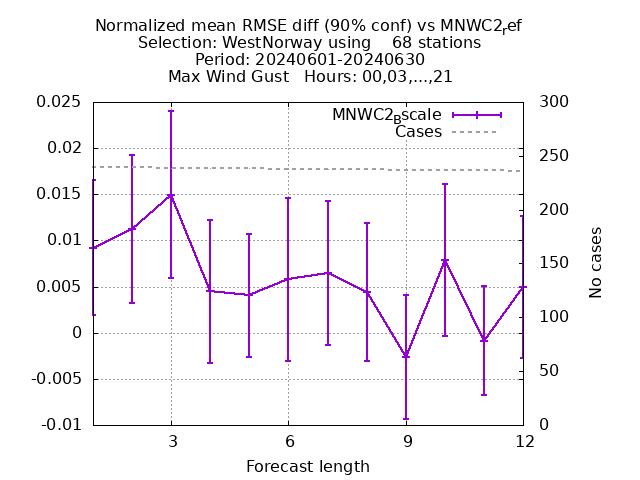 Normalized mean RMSE diff (90% conf) vs MNWC2ref
Selection: WestNorway using 68 stations
Period: 20240601-20240630
Max Wind Gust Hours: 00,03,...,21
MNWC2Bscale
Cases
0.025
0.02
0.015
0.01
0.005
0
-0.005
-0.01
300
250
200
150
100
50
0
No cases
3 6 9 12
Forecast length